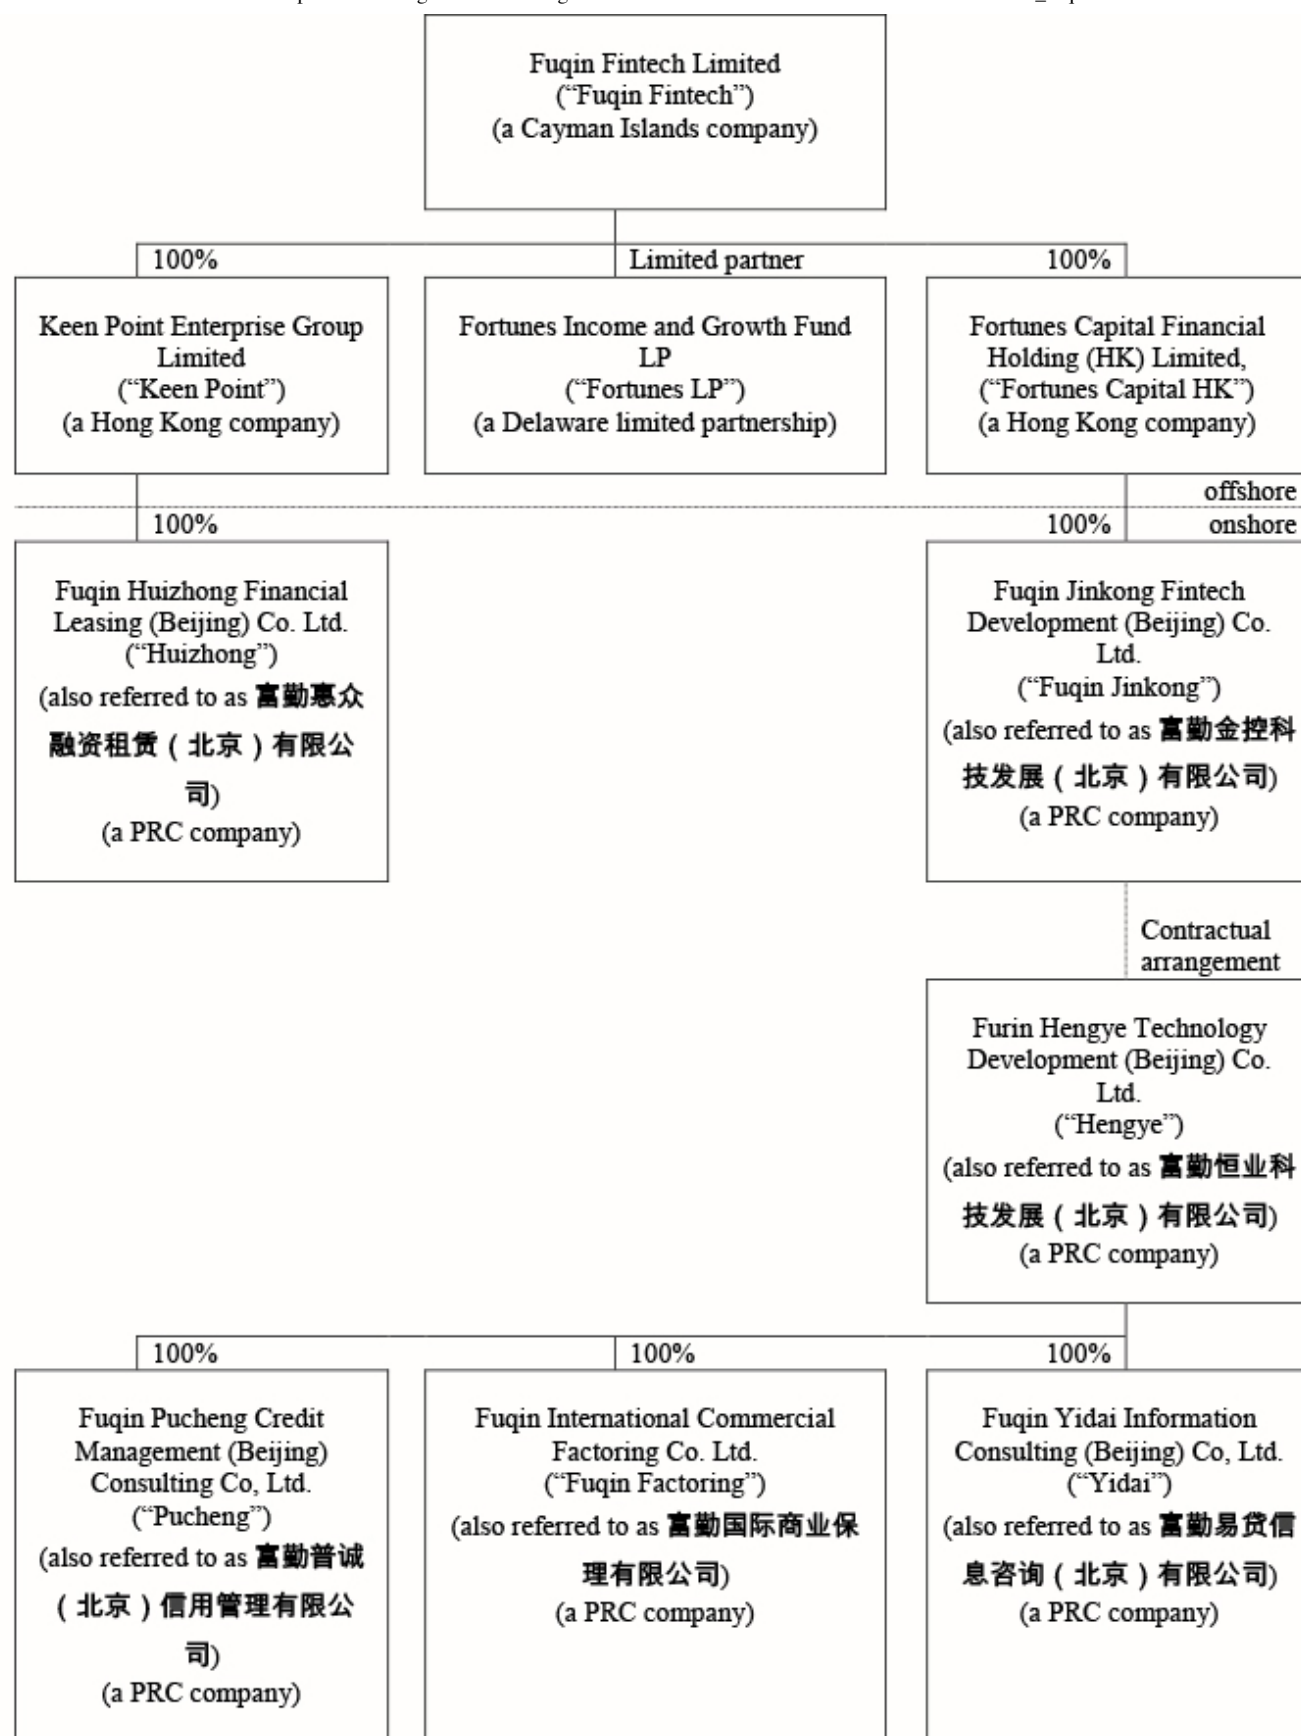 Fuqin Fintech Limited
(“Fuqin Fintech”)
(a Cayman Islands company)
100%
Limited partner
100%
Keen Point Enterprise Group
Limited
(“Keen Point”)
(a Hong Kong company)
Fortunes Income and Growth Fund
LP
(“Fortunes LP”)
(a Delaware limited partnership)
Fortunes Capital Financial
Holding (HK) Limited,
(“Fortunes Capital HK”)
(a Hong Kong company)
offshore
100%
100%
onshore
Fuqin Huizhong Financial
Leasing (Beijing) Co. Ltd.
(“Huizhong”)
(also referred to as 富勤惠众
融资租赁（北京）有限公
司)
(a PRC company)
Fuqin Jinkong Fintech
Development (Beijing) Co.
Ltd.
(“Fuqin Jinkong”)
(also referred to as 富勤金控科
技发展（北京）有限公司)
(a PRC company)
Contractual
arrangement
Furin Hengye Technology
Development (Beijing) Co.
Ltd.
(“Hengye”)
(also referred to as 富勤恒业科
技发展（北京）有限公司)
(a PRC company)
100%
100%
100%
Fuqin Pucheng Credit
Management (Beijing)
Consulting Co, Ltd.
(“Pucheng”)
(also referred to as 富勤普诚
（北京）信用管理有限公
司)
(a PRC company)
Fuqin International Commercial
Factoring Co. Ltd.
(“Fuqin Factoring”)
(also referred to as 富勤国际商业保
理有限公司)
(a PRC company)
Fuqin Yidai Information
Consulting (Beijing) Co, Ltd.
(“Yidai”)
(also referred to as 富勤易贷信
息咨询（北京）有限公司)
(a PRC company)